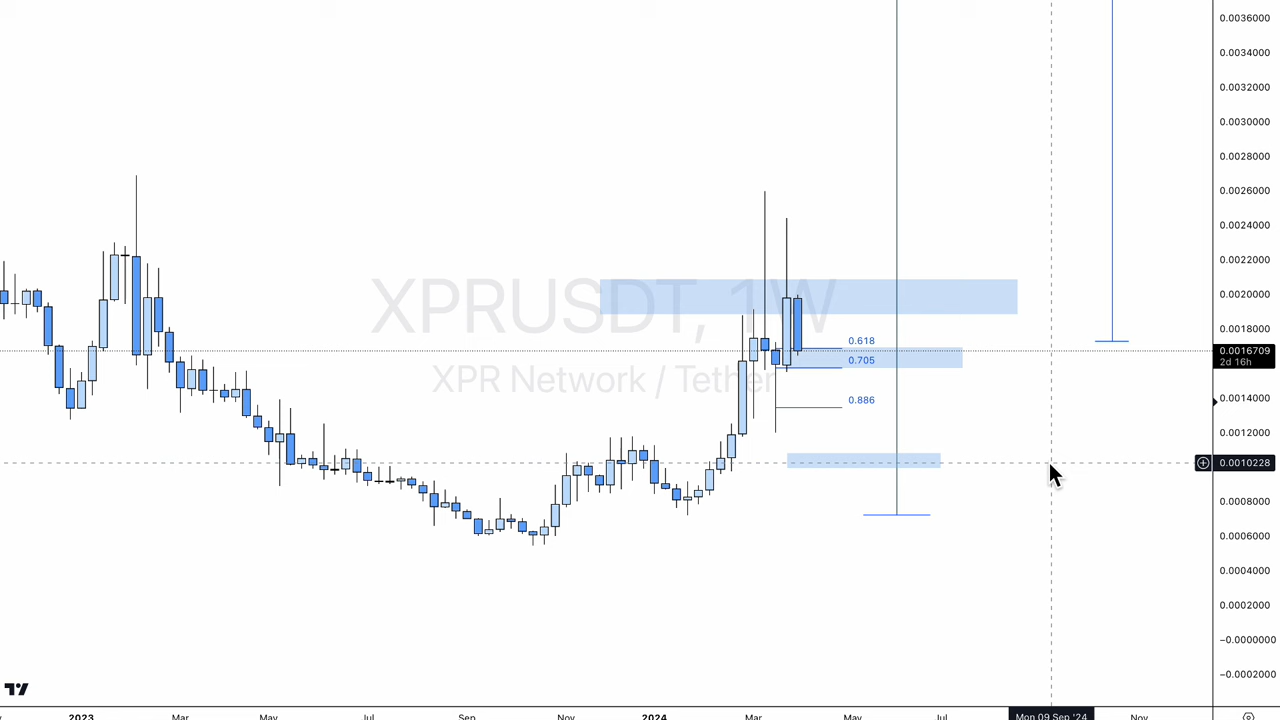 XPRUSDT, 1W
XPR Network / Tether
0.618
0.705
0.886
0.0036000
0.0034000
0.0032000
0.0030000
0.0028000
0.0026000
0.0024000
0.0022000
0.0020000
0.0018000
0.0016709
2d 16h
0.0014000
0.0012000
0.0010228
0.0008000
0.0006000
0.0004000
0.0002000
−0.0000000
−0.0002000
2023
Mar
May
Jul
Sep
Nov
2024
Mar
May
Jul
Mon 09 Sep '24
Nov